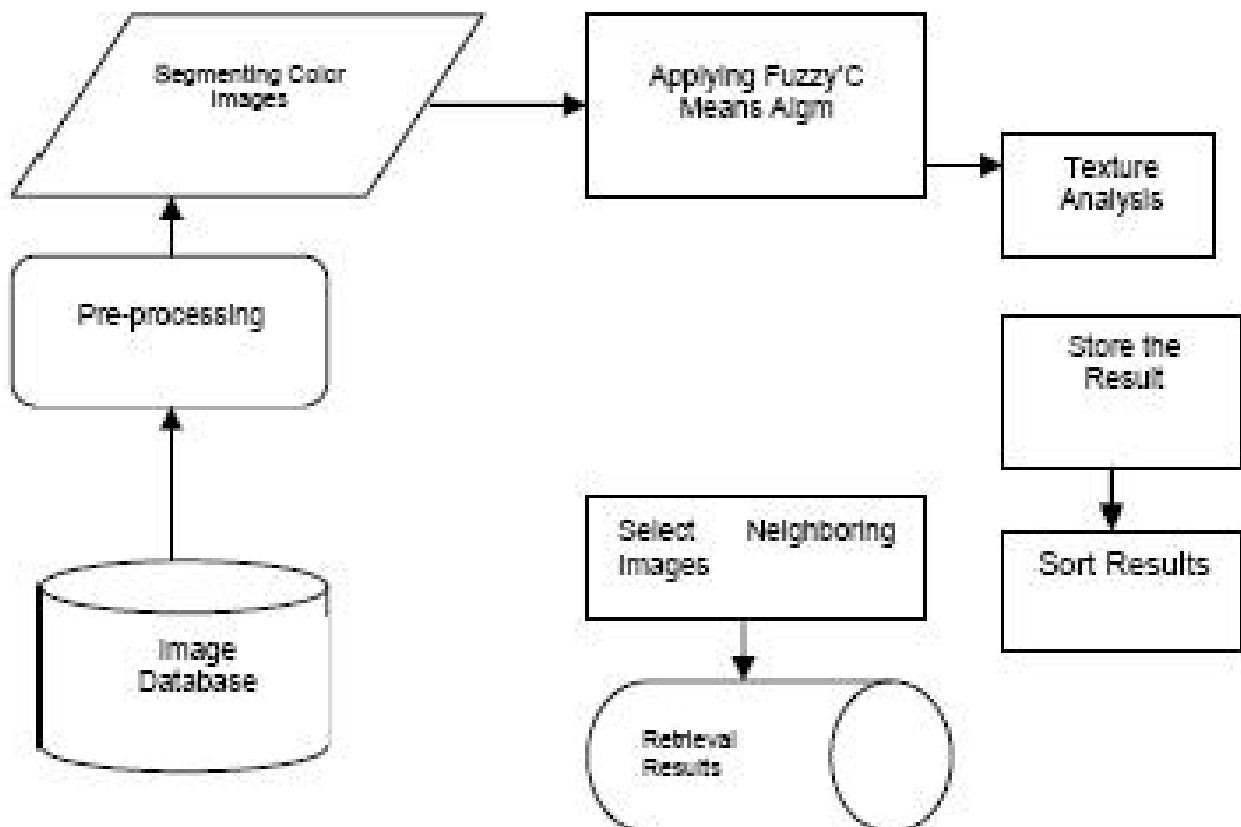 Segmenting Color
Images
Applying Fuzzy'C
Means Algm
Texture
Analysis
Pre-processing
Store the
Result
Select Neighboring
Images
Sort Results
Image
Database
Retrieval
Results